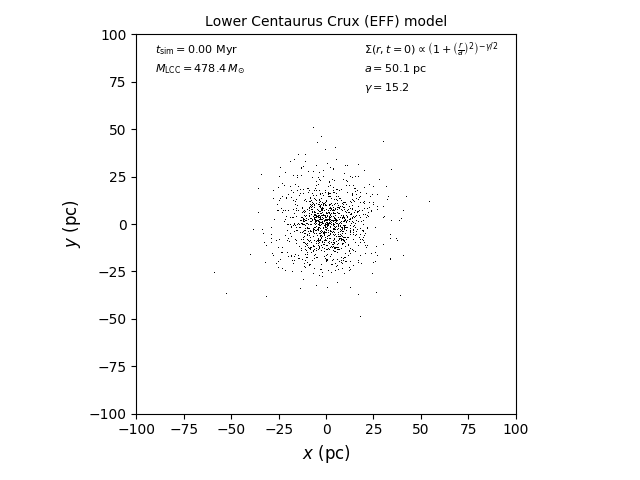 Lower Centaurus Crux (EFF) model
t_sim = 0.00 Myr
M_LCC = 478.4 M_⊙
Σ(r, t = 0) ∝ (1 + (r/a)²)^−γ/2
a = 50.1 pc
γ = 15.2
100
75
50
25
0
−25
−50
−75
−100
y (pc)
−100 −75 −50 −25 0 25 50 75 100
x (pc)